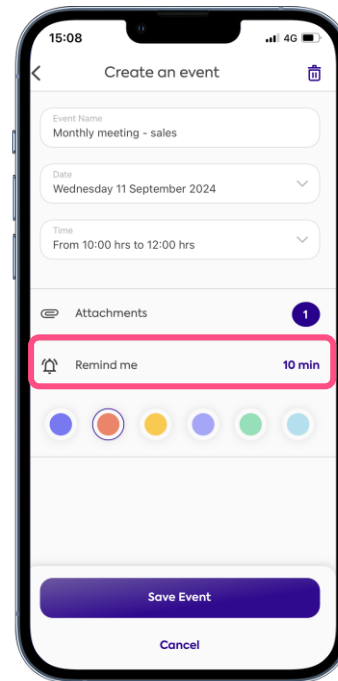 15:08 4G
Create an event
Event Name
Monthly meeting - sales
Date
Wednesday 11 September 2024
Time
From 10:00 hrs to 12:00 hrs
Attachments 1
Remind me 10 min
Save Event
Cancel